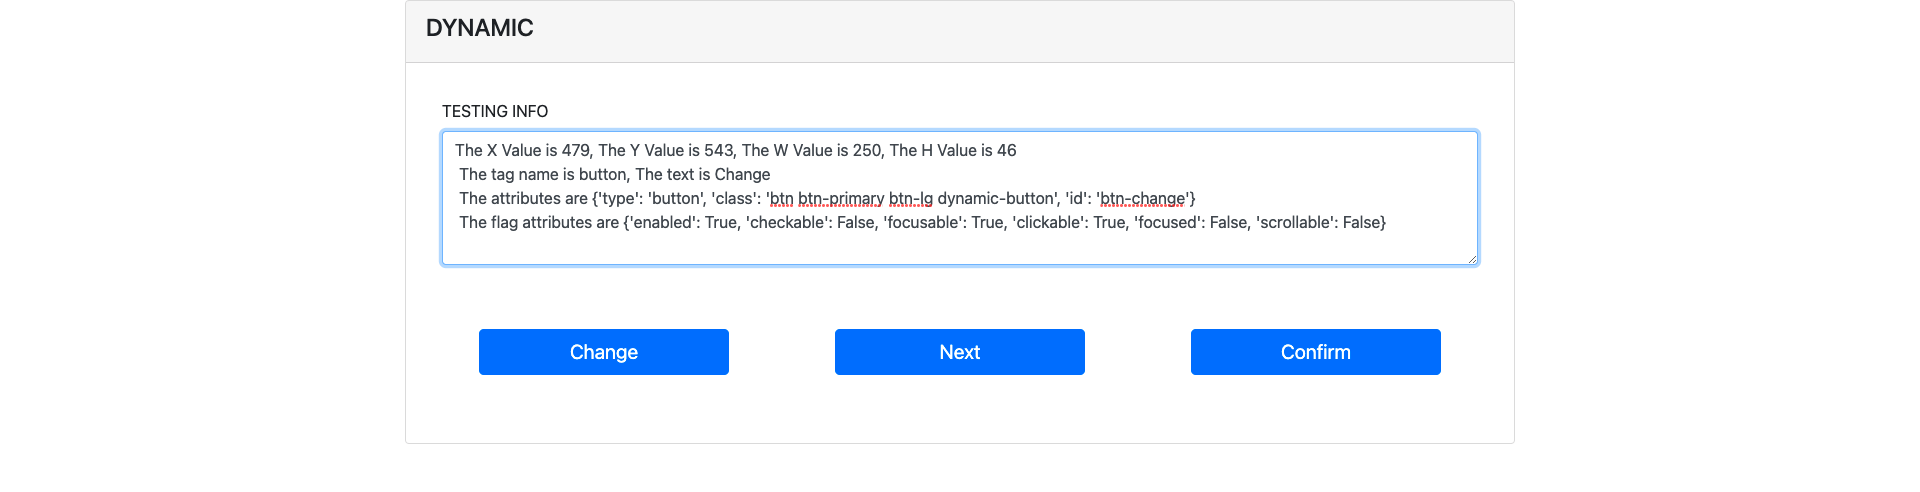 DYNAMIC
TESTING INFO
The X Value is 479, The Y Value is 543, The W Value is 250, The H Value is 46
The tag name is button, The text is Change
The attributes are {'type': 'button', 'class': 'btn btn-primary btn-lg dynamic-button', 'id': 'btn-change'}
The flag attributes are {'enabled': True, 'checkable': False, 'focusable': True, 'clickable': True, 'focused': False, 'scrollable': False}
Change
Next
Confirm